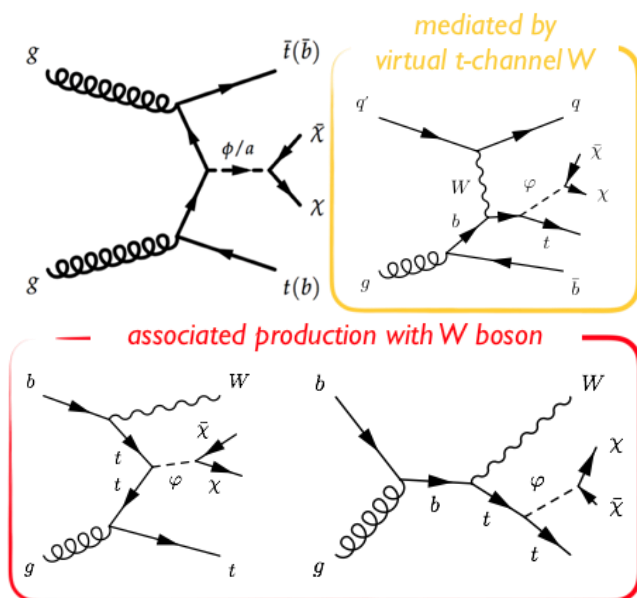 mediated by
virtual t-channel W
g
t̄(b̄)
ϕ/a
χ̄
χ
g
t(b)
q'
q
W
φ
χ̄
χ
b
t
g
b̄
associated production with W boson
b
W
t
χ̄
t
φ
χ
g
t
b
W
χ
φ
b
t
χ̄
g
t